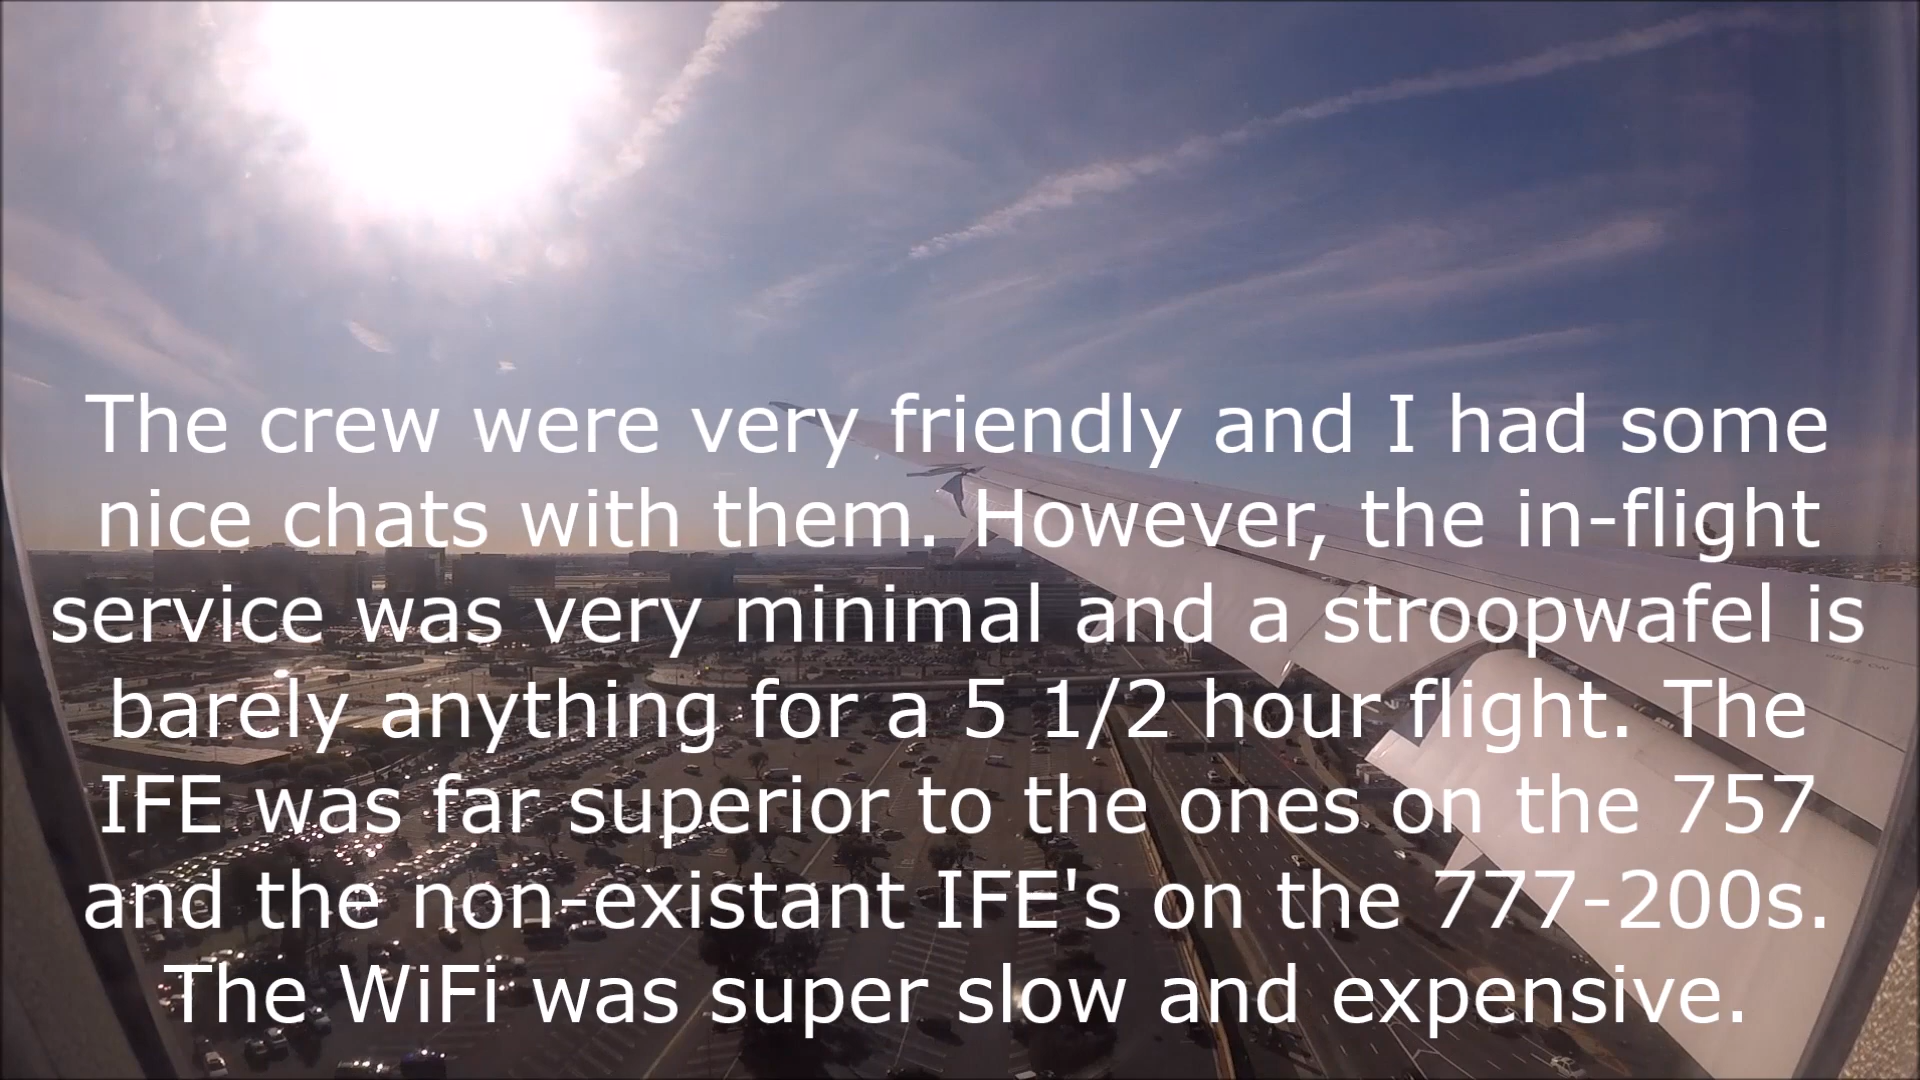 The crew were very friendly and I had some
nice chats with them. However, the in-flight
service was very minimal and a stroopwafel is
barely anything for a 5 1/2 hour flight. The
IFE was far superior to the ones on the 757
and the non-existant IFE's on the 777-200s.
The WiFi was super slow and expensive.